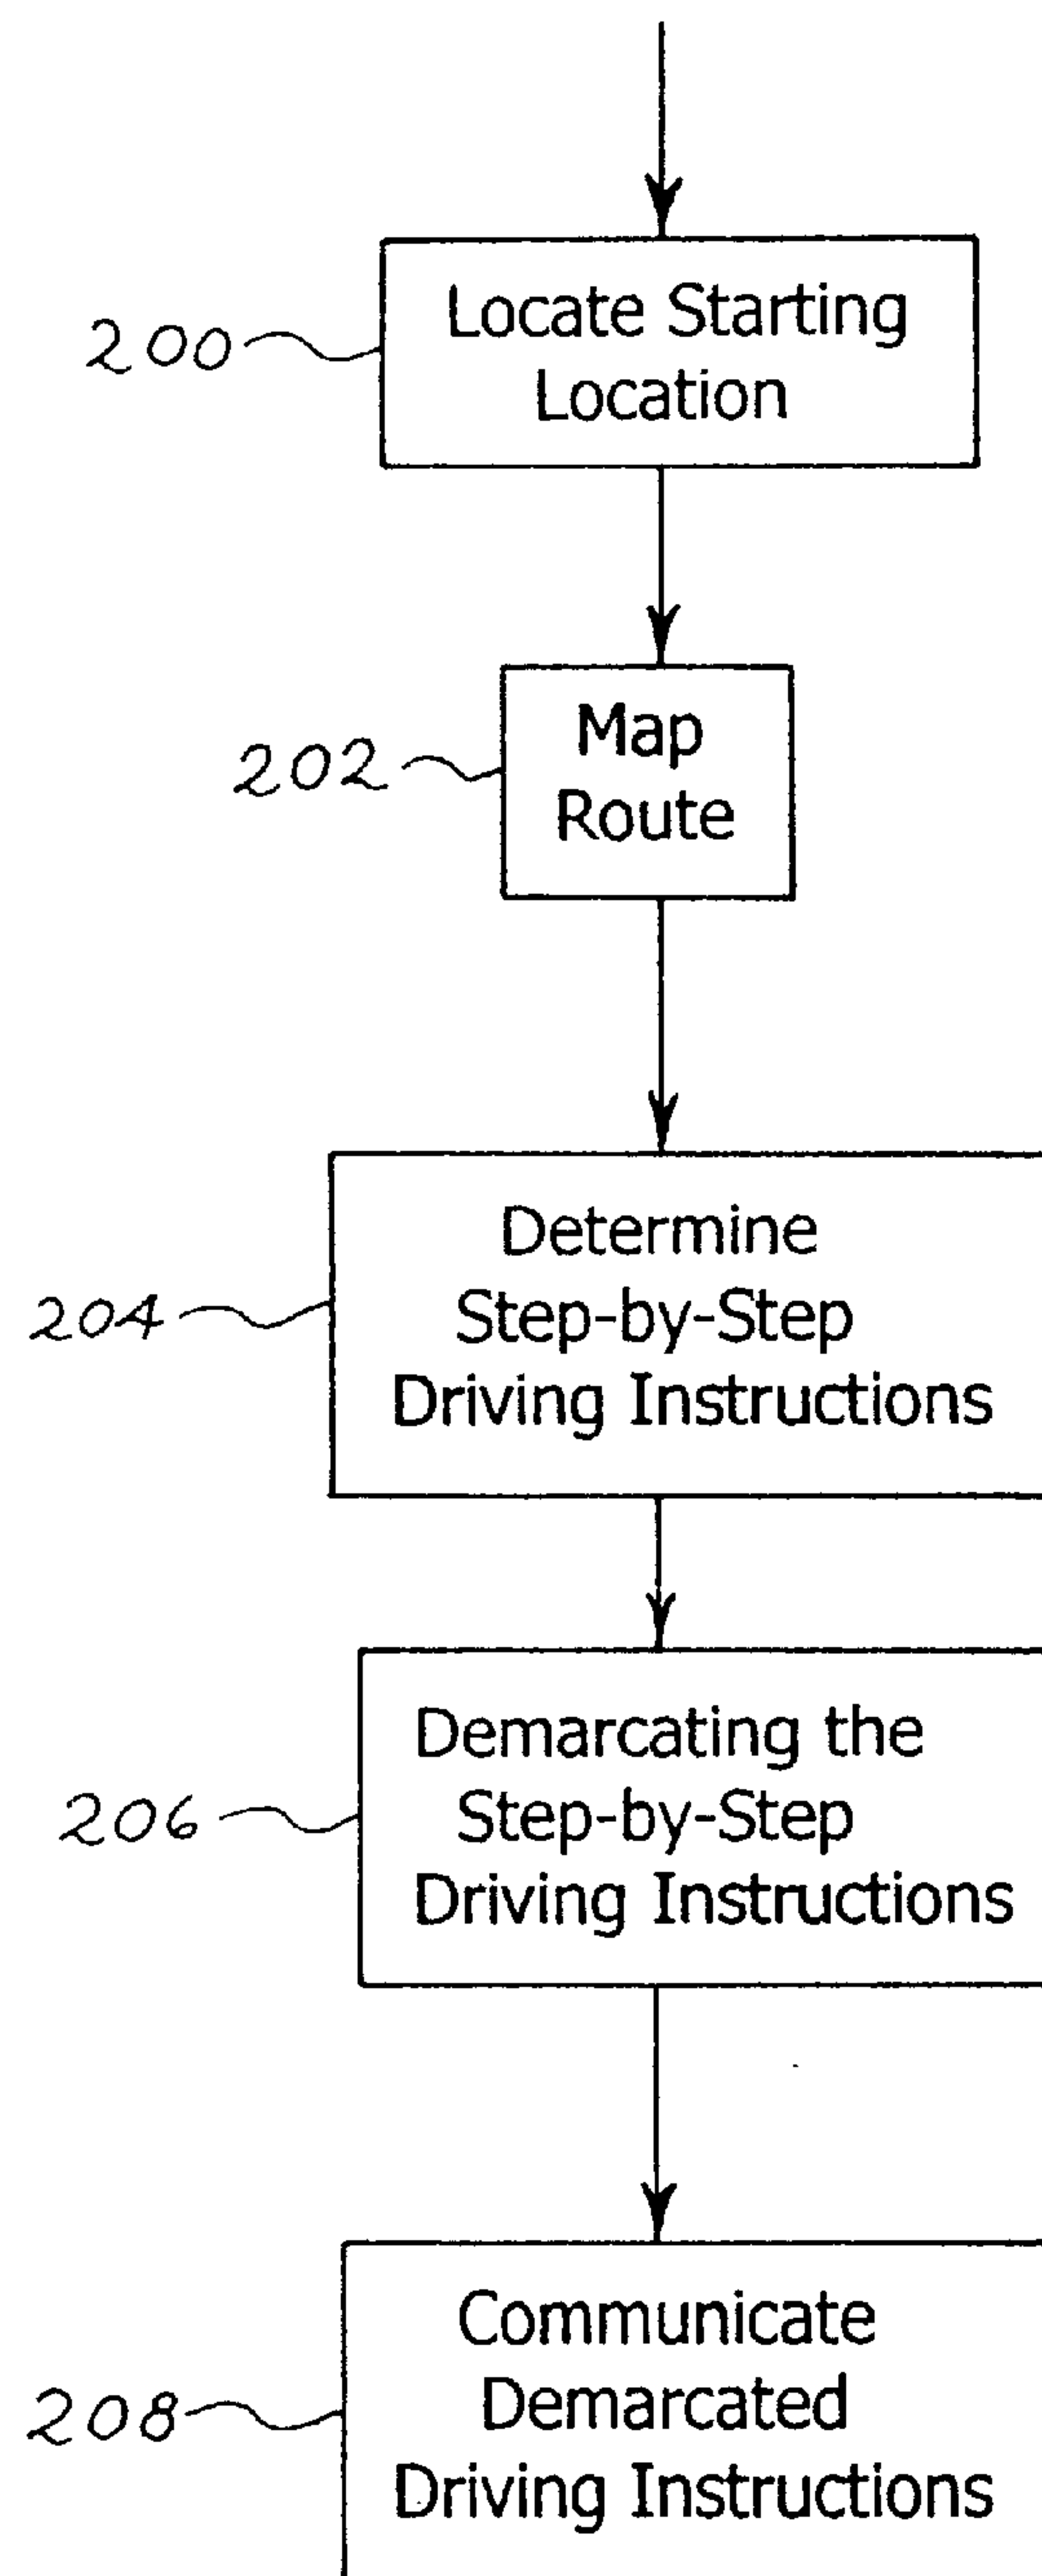 200
Locate Starting
Location
202
Map
Route
204
Determine
Step-by-Step
Driving Instructions
206
Demarcating the
Step-by-Step
Driving Instructions
208
Communicate
Demarcated
Driving Instructions